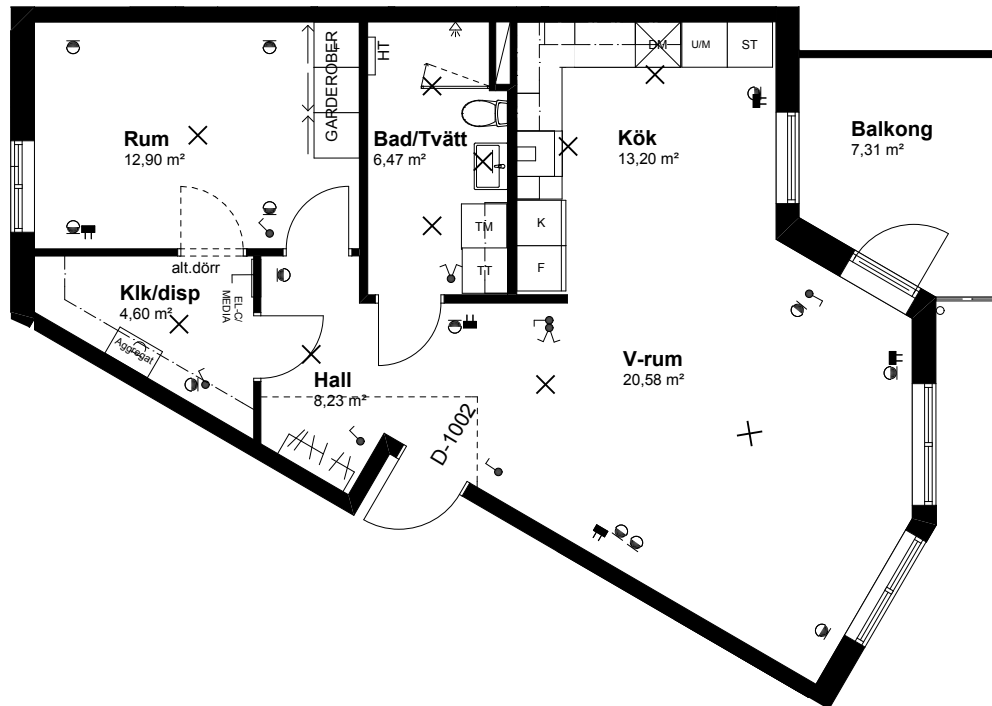 GARDEROBER
HT
DM
U/M
ST
Rum
12,90 m²
Bad/Tvätt
6,47 m²
Kök
13,20 m²
Balkong
7,31 m²
TM
TT
K
F
alt.dörr
EL-C/
MEDIA
Klk/disp
4,60 m²
Aggregat
Hall
8,23 m²
V-rum
20,58 m²
D-1002